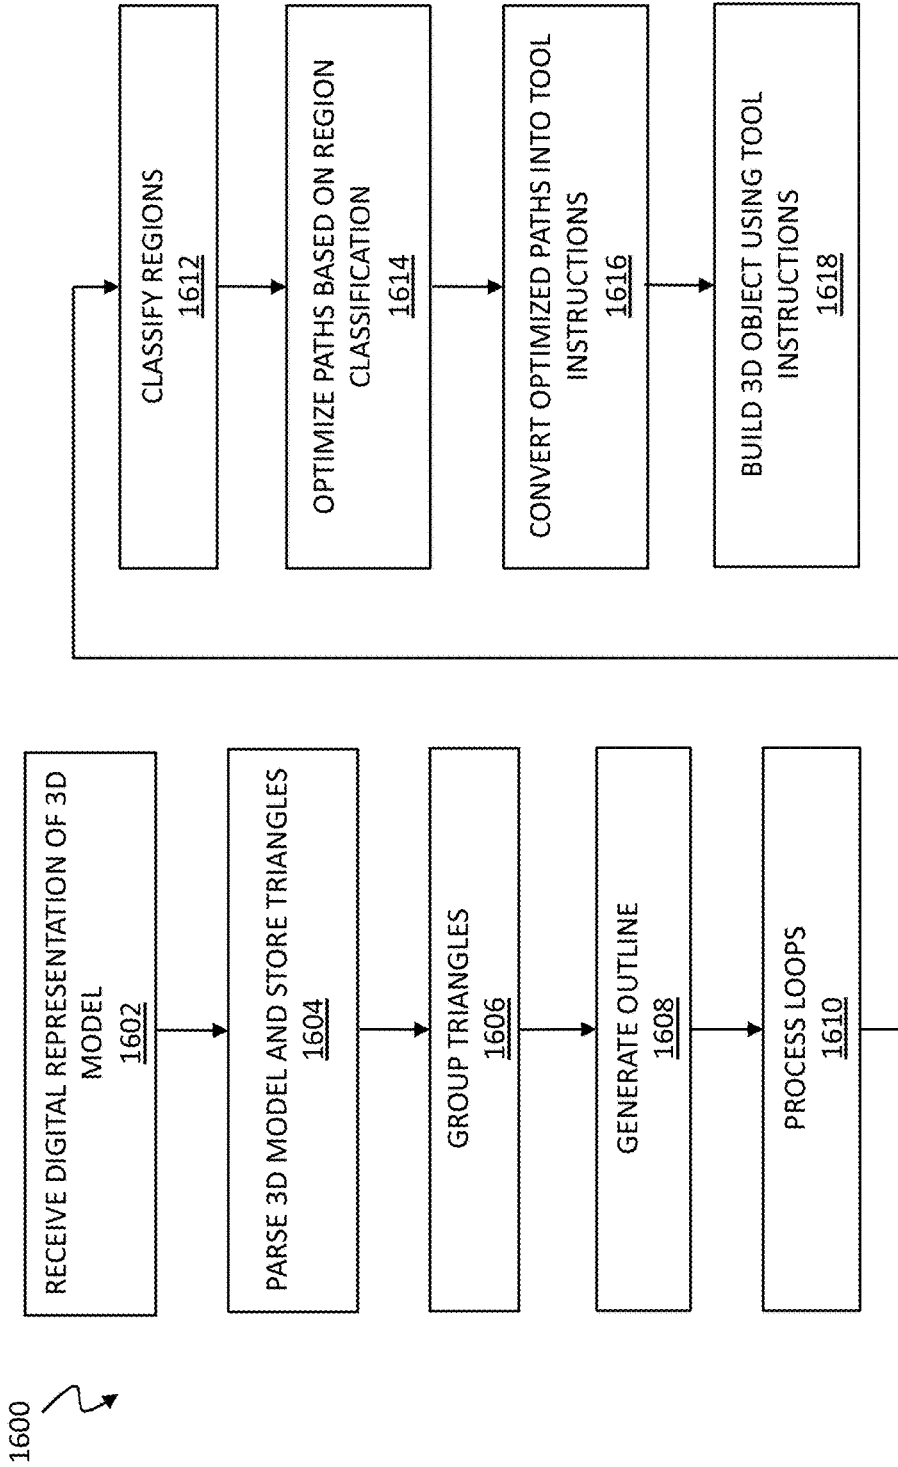 1600
RECEIVE DIGITAL REPRESENTATION OF 3D
MODEL
1602
PARSE 3D MODEL AND STORE TRIANGLES
1604
GROUP TRIANGLES
1606
GENERATE OUTLINE
1608
PROCESS LOOPS
1610
CLASSIFY REGIONS
1612
OPTIMIZE PATHS BASED ON REGION
CLASSIFICATION
1614
CONVERT OPTIMIZED PATHS INTO TOOL
INSTRUCTIONS
1616
BUILD 3D OBJECT USING TOOL
INSTRUCTIONS
1618